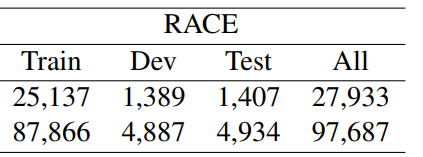 RACE
Train Dev Test All
25,137 1,389 1,407 27,933
87,866 4,887 4,934 97,687